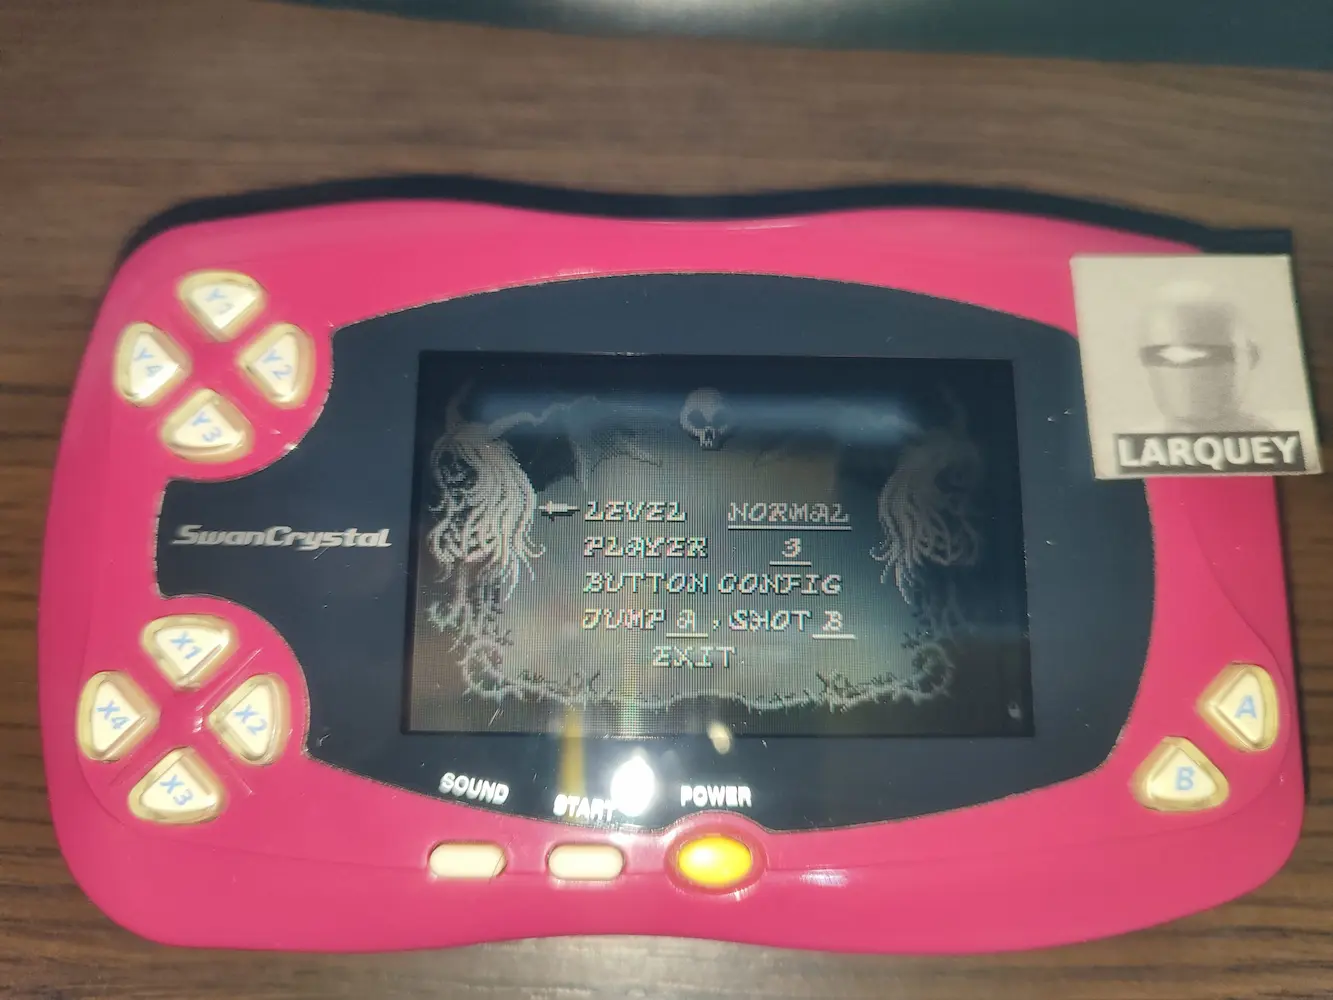 Y1
Y4
Y2
Y3
LARQUEY
LEVEL NORMAL
PLAYER 3
SwanCrystal
BUTTON CONFIG
JUMP A, SHOT B
EXIT
X1
X4
X2
X3
A
B
SOUND
START
POWER